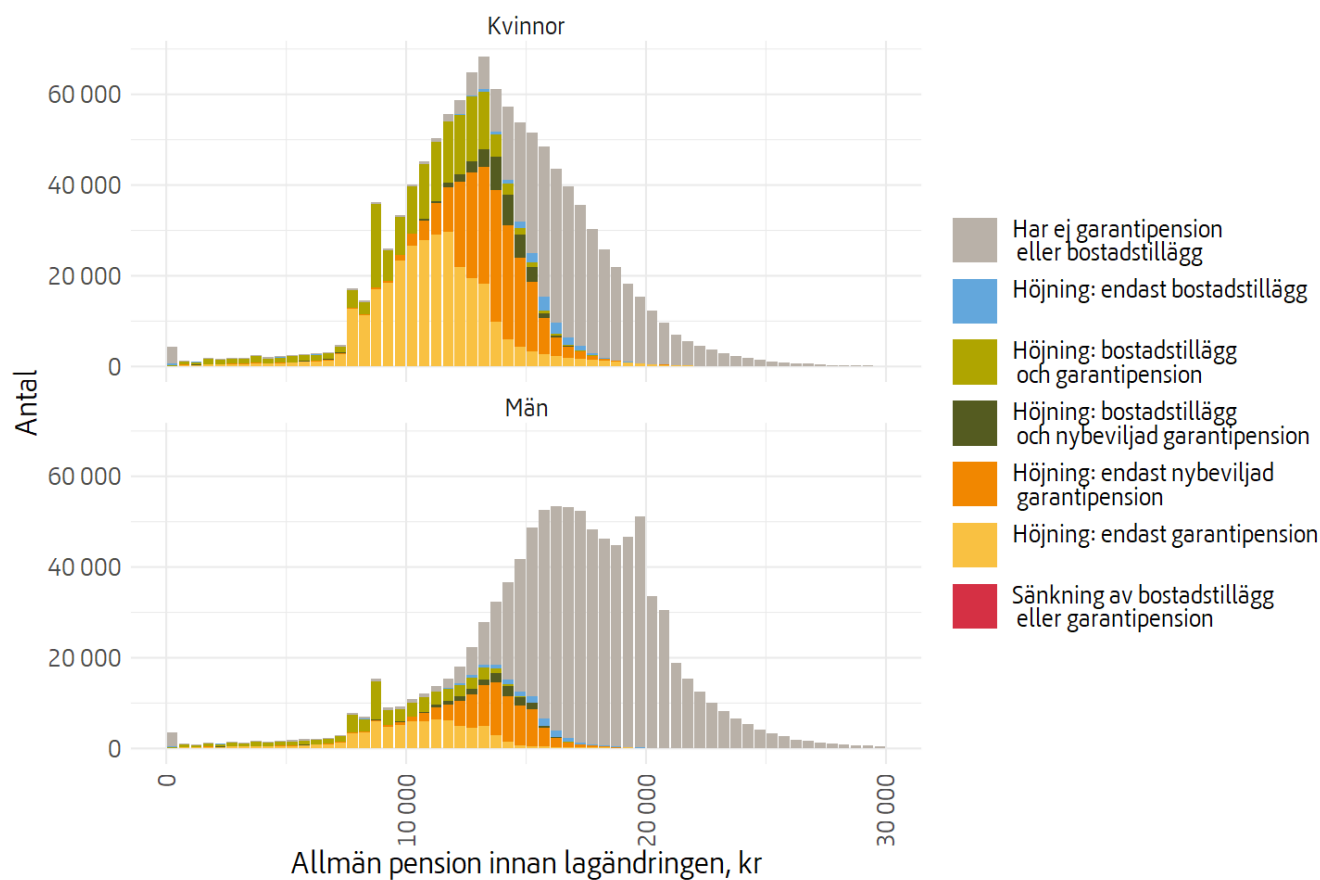 Kvinnor
60 000
40 000
20 000
0
Antal
Män
60 000
40 000
20 000
0
0
10 000
20 000
30 000
Allmän pension innan lagändringen, kr
Har ej garantipension
eller bostadstillägg
Höjning: endast bostadstillägg
Höjning: bostadstillägg
och garantipension
Höjning: bostadstillägg
och nybeviljad garantipension
Höjning: endast nybeviljad
garantipension
Höjning: endast garantipension
Sänkning av bostadstillägg
eller garantipension